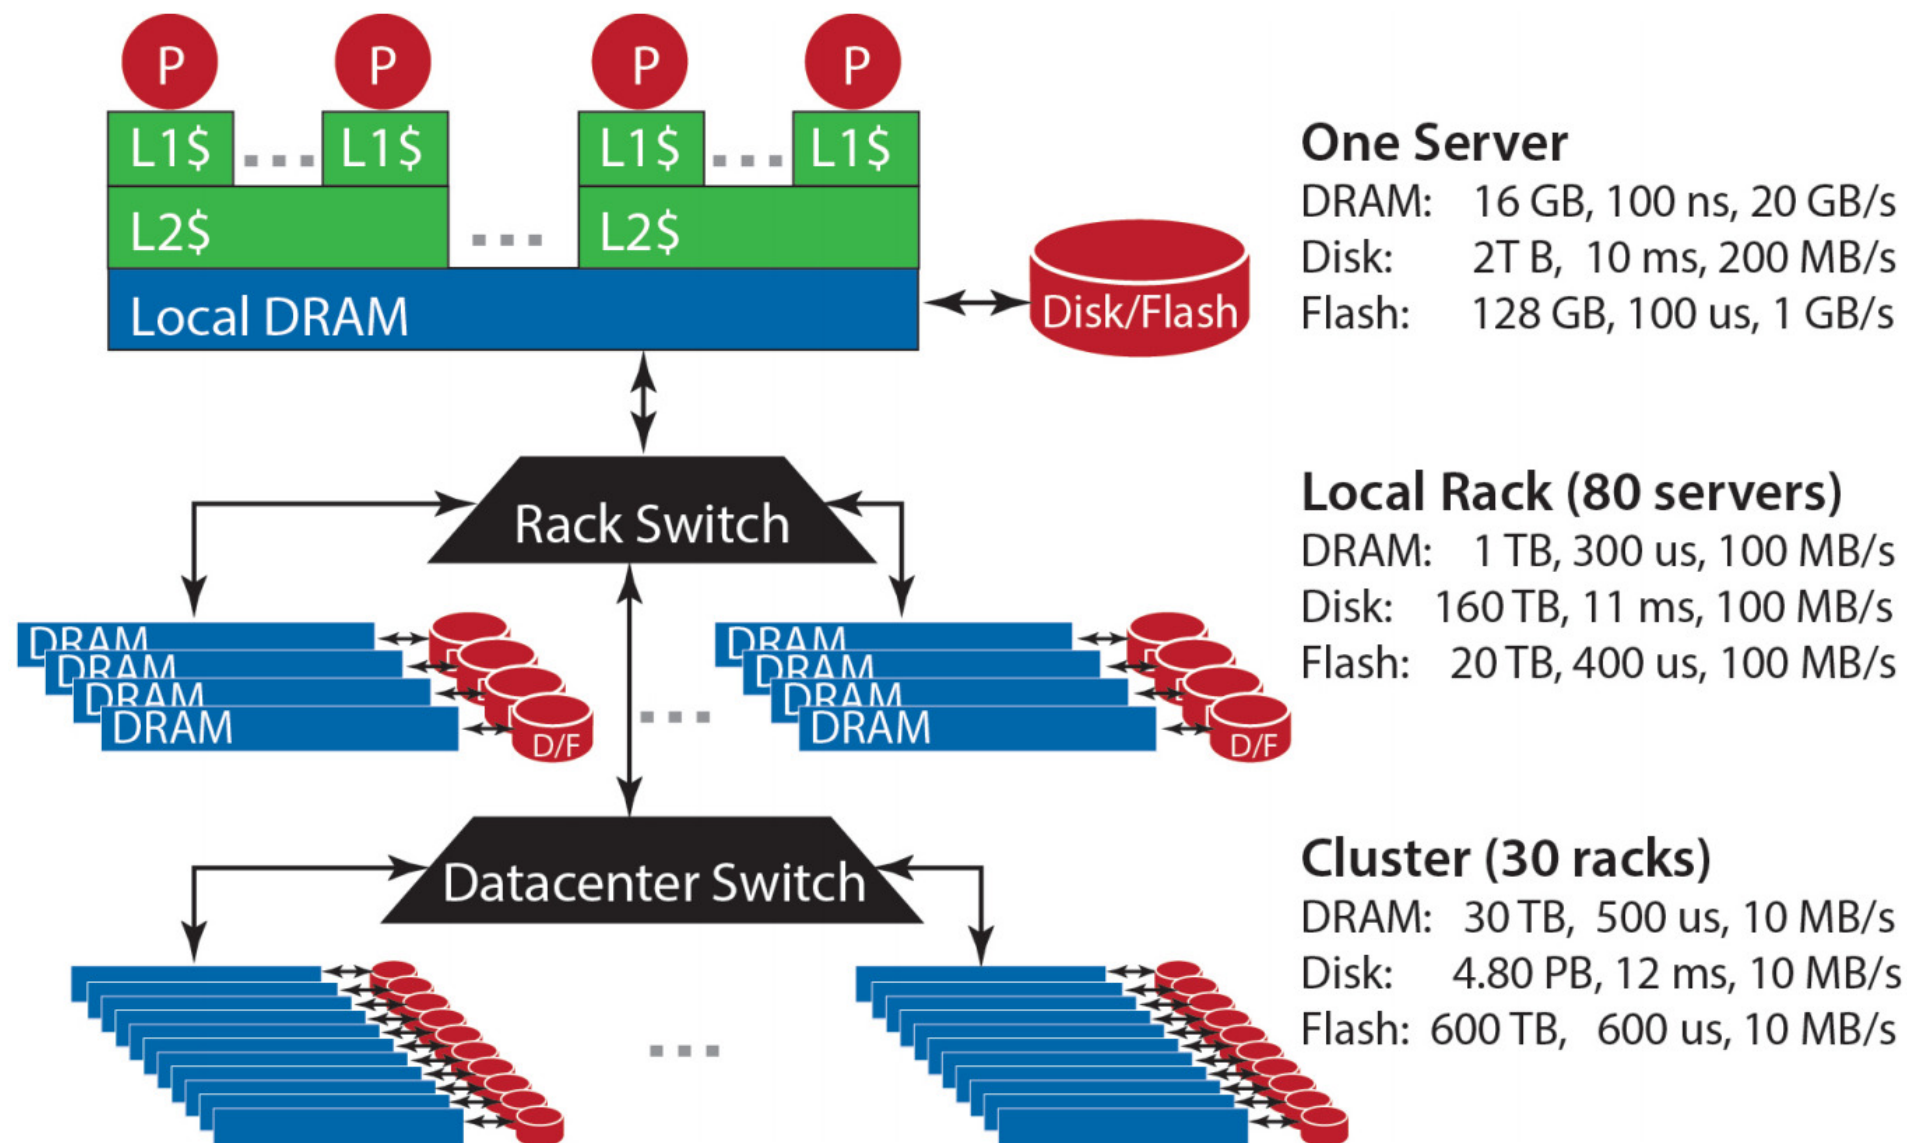 P P P P
L1$ L1$ L1$ L1$
L2$ L2$
Local DRAM
Disk/Flash
One Server
DRAM: 16 GB, 100 ns, 20 GB/s
Disk: 2T B, 10 ms, 200 MB/s
Flash: 128 GB, 100 us, 1 GB/s
Rack Switch
DRAM DRAM
DRAM DRAM
DRAM DRAM
DRAM D/F DRAM D/F
Local Rack (80 servers)
DRAM: 1 TB, 300 us, 100 MB/s
Disk: 160 TB, 11 ms, 100 MB/s
Flash: 20 TB, 400 us, 100 MB/s
Datacenter Switch
Cluster (30 racks)
DRAM: 30 TB, 500 us, 10 MB/s
Disk: 4.80 PB, 12 ms, 10 MB/s
Flash: 600 TB, 600 us, 10 MB/s